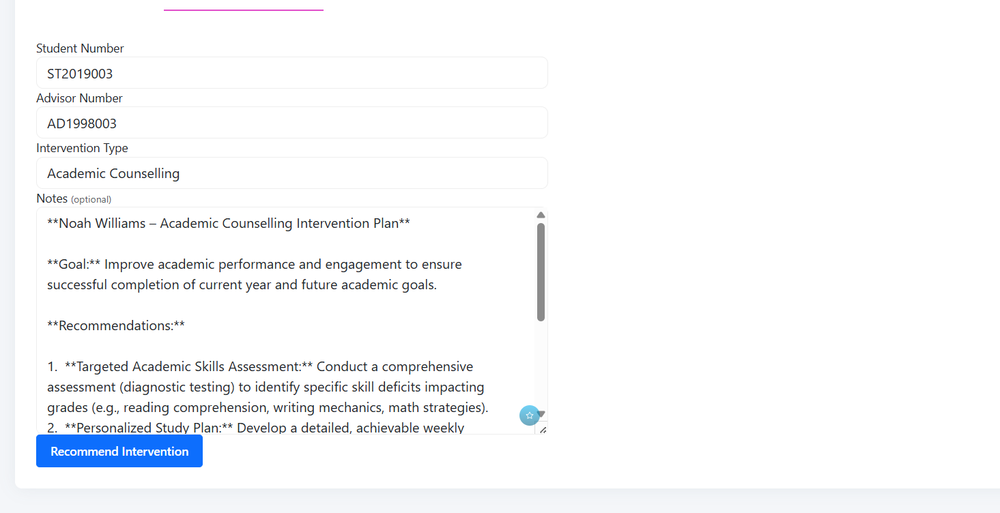 Student Number
ST2019003
Advisor Number
AD1998003
Intervention Type
Academic Counselling
Notes (optional)
**Noah Williams – Academic Counselling Intervention Plan**
**Goal:** Improve academic performance and engagement to ensure
successful completion of current year and future academic goals.
**Recommendations:**
1.  **Targeted Academic Skills Assessment:** Conduct a comprehensive
assessment (diagnostic testing) to identify specific skill deficits impacting
grades (e.g., reading comprehension, writing mechanics, math strategies).
2.  **Personalized Study Plan:** Develop a detailed, achievable weekly
Recommend Intervention